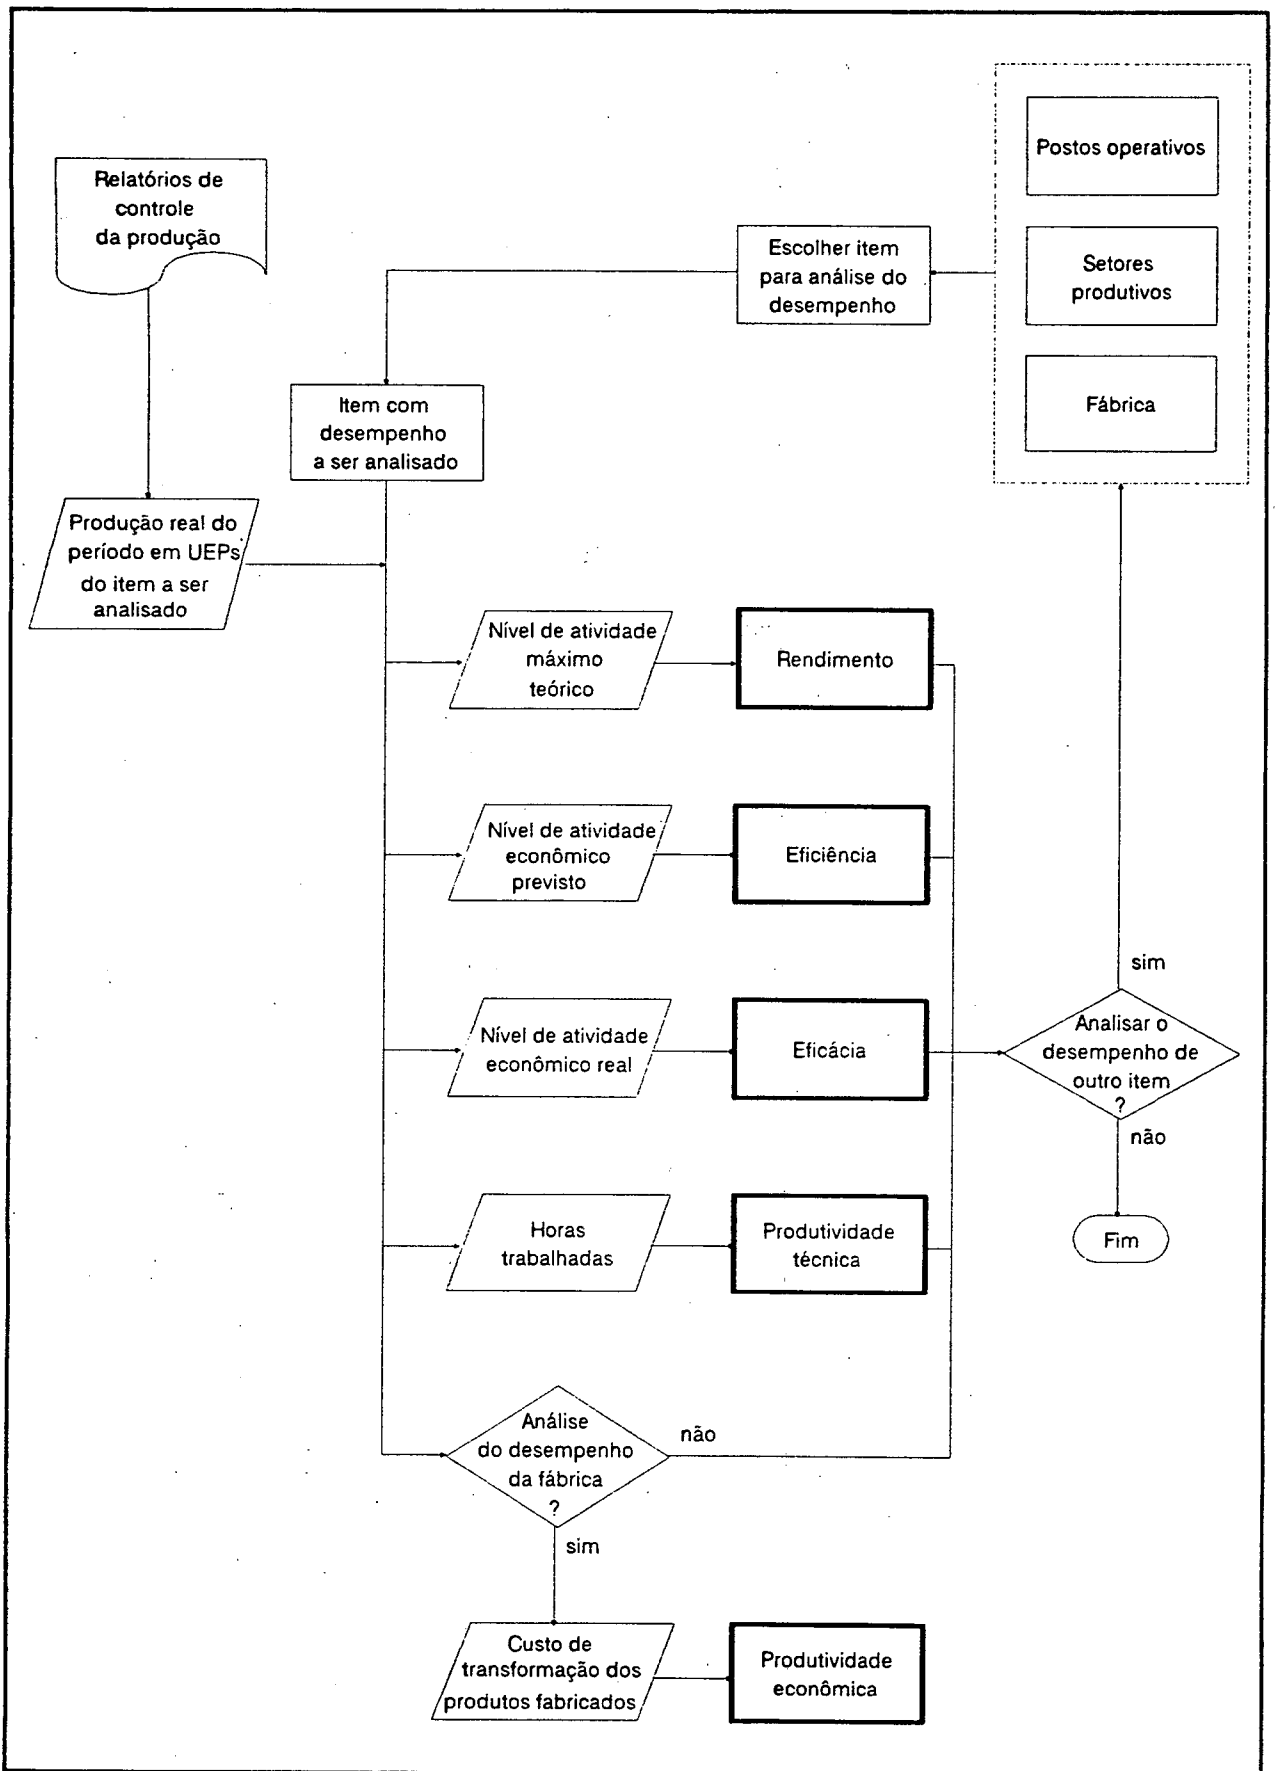 Postos operativos
Relatórios de
controle
da produção
Escolher item
para análise do
desempenho
Setores
produtivos
Fábrica
Item com
desempenho
a ser analisado
Produção real do
período em UEPs
do item a ser
analisado
Nível de atividade
máximo
teórico
Rendimento
Nível de atividade
econômico
previsto
Eficiência
sim
Nível de atividade
econômico real
Eficácia
Analisar o
desempenho de
outro item
?
não
Horas
trabalhadas
Produtividade
técnica
Fim
Análise
do desempenho
da fábrica
?
não
sim
Custo de
transformação dos
produtos fabricados
Produtividade
econômica